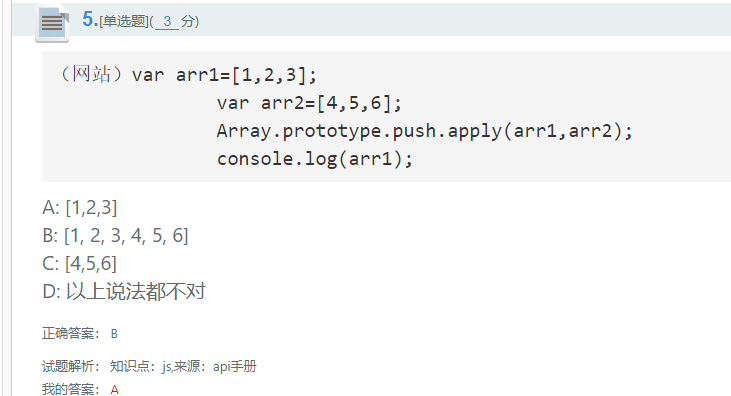 5.[单选题]( 3 分)
（网站）var arr1=[1,2,3];
var arr2=[4,5,6];
Array.prototype.push.apply(arr1,arr2);
console.log(arr1);
A: [1,2,3]
B: [1, 2, 3, 4, 5, 6]
C: [4,5,6]
D: 以上说法都不对
正确答案： B
试题解析： 知识点：js,来源：api手册
我的答案： A